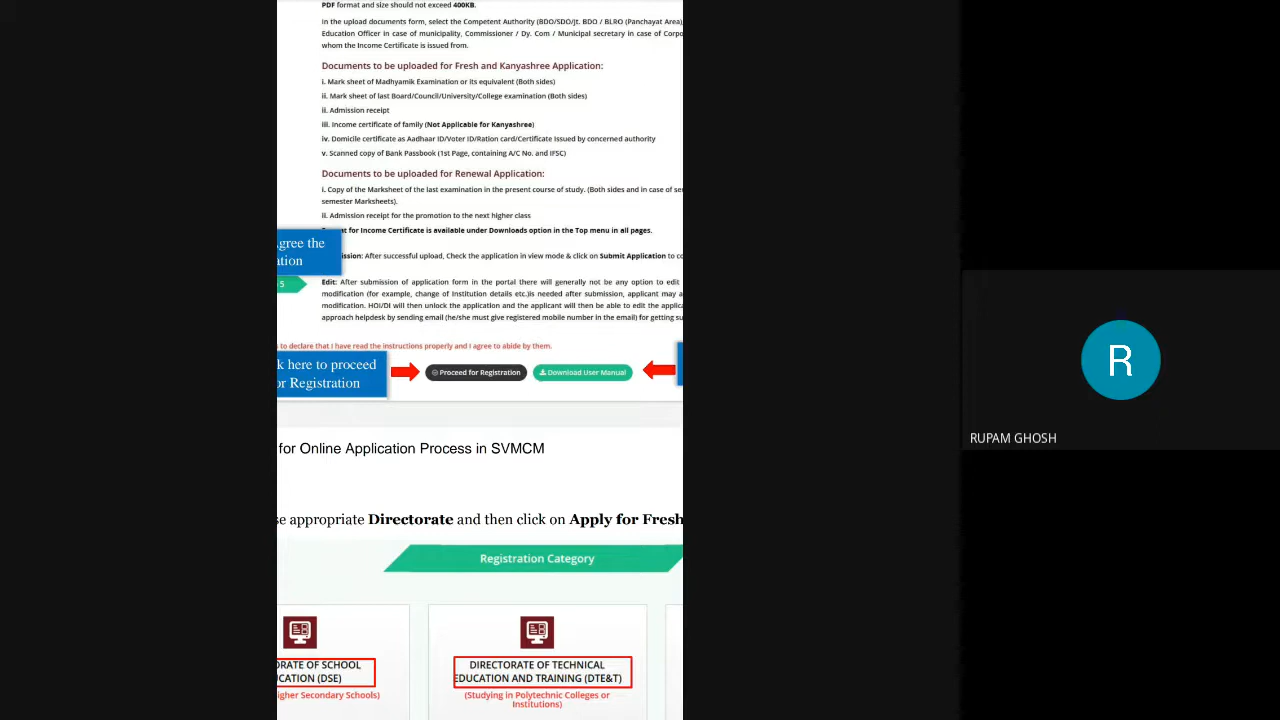 PDF format and size should not exceed 400KB.
In the upload documents form, select the Competent Authority (BDO/SDO/Jt. BDO / BLRO (Panchayat Area),
Education Officer in case of municipality, Commissioner / Dy. Com / Municipal secretary in case of Corpo
whom the Income Certificate is issued from.
Documents to be uploaded for Fresh and Kanyashree Application:
i. Mark sheet of Madhyamik Examination or its equivalent (Both sides)
ii. Mark sheet of last Board/Council/University/College examination (Both sides)
ii. Admission receipt
iii. Income certificate of family (Not Applicable for Kanyashree)
iv. Domicile certificate as Aadhaar ID/Voter ID/Ration card/Certificate Issued by concerned authority
v. Scanned copy of Bank Passbook (1st Page, containing A/C No. and IFSC)
Documents to be uploaded for Renewal Application:
i. Copy of the Marksheet of the last examination in the present course of study. (Both sides and in case of se
semester Marksheets).
ii. Admission receipt for the promotion to the next higher class
for Income Certificate is available under Downloads option in the Top menu in all pages.
gree the
ation
ission: After successful upload, Check the application in view mode & click on Submit Application to co
5
Edit: After submission of application form in the portal there will generally not be any option to edit
modification (for example, change of Institution details etc.)is needed after submission, applicant may a
modification. HOI/DI will then unlock the application and the applicant will then be able to edit the applica
approach helpdesk by sending email (he/she must give registered mobile number in the email) for getting su
to declare that I have read the instructions properly and I agree to abide by them.
k here to proceed
or Registration
Proceed for Registration
Download User Manual
for Online Application Process in SVMCM
se appropriate Directorate and then click on Apply for Fresh
Registration Category
ORATE OF SCHOOL
CATION (DSE)
igher Secondary Schools)
DIRECTORATE OF TECHNICAL
EDUCATION AND TRAINING (DTE&T)
(Studying in Polytechnic Colleges or
Institutions)
R
RUPAM GHOSH